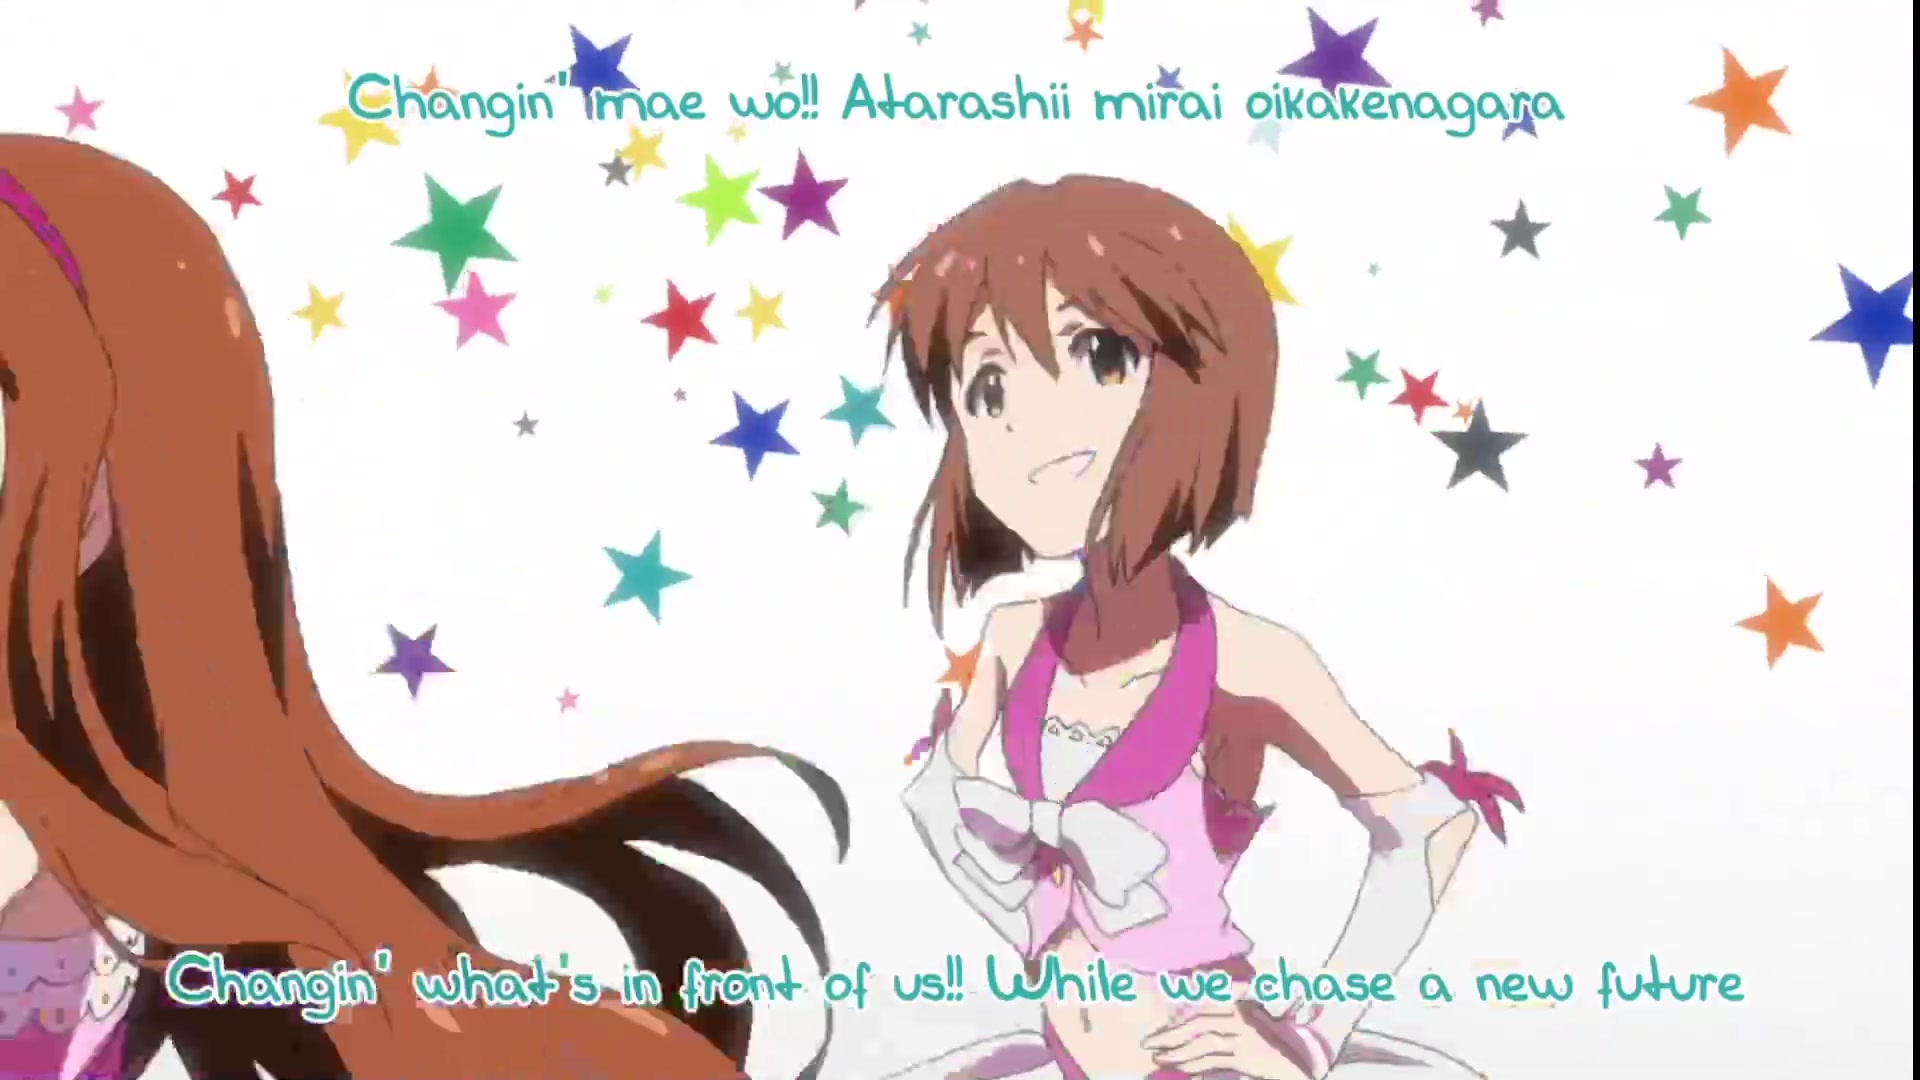 Changin' mae wo!! Atarashii mirai oikakenagara
Changin' what's in front of us!! While we chase a new future